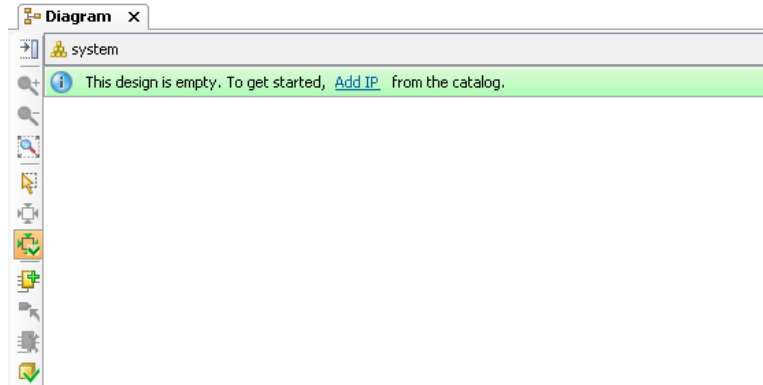 Diagram
system
This design is empty. To get started, Add IP from the catalog.